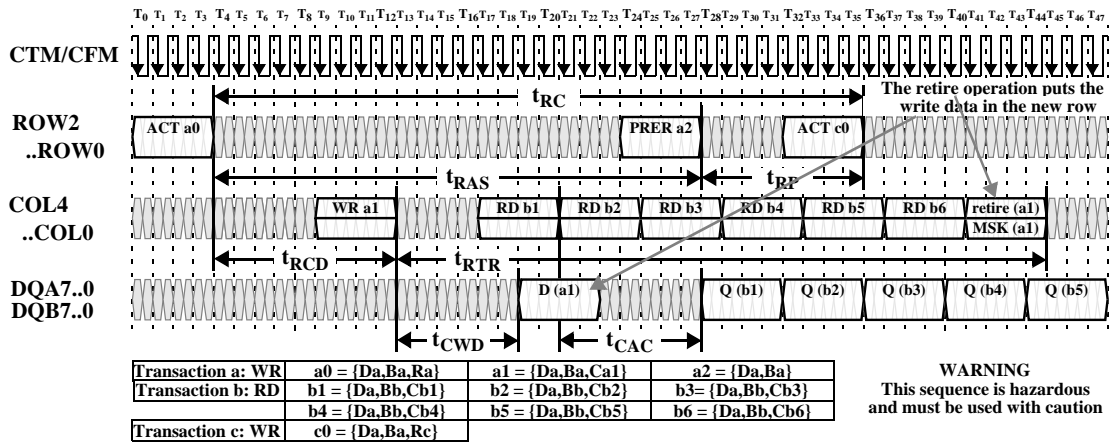 T0 T1 T2 T3 T4 T5 T6 T7 T8 T9 T10 T11 T12 T13 T14 T15 T16 T17 T18 T19 T20 T21 T22 T23 T24 T25 T26 T27 T28 T29 T30 T31 T32 T33 T34 T35 T36 T37 T38 T39 T40 T41 T42 T43 T44 T45 T46 T47
CTM/CFM
The retire operation puts the
write data in the new row
tRC
ROW2
..ROW0
ACT a0 PRER a2 ACT c0
tRAS tRP
COL4
..COL0
WR a1 RD b1 RD b2 RD b3 RD b4 RD b5 RD b6 retire (a1)
MSK (a1)
tRCD tRTR
DQA7..0
DQB7..0
D (a1) Q (b1) Q (b2) Q (b3) Q (b4) Q (b5)
tCWD tCAC
Transaction a: WR a0 = {Da,Ba,Ra} a1 = {Da,Ba,Ca1} a2 = {Da,Ba}
Transaction b: RD b1 = {Da,Bb,Cb1} b2 = {Da,Bb,Cb2} b3= {Da,Bb,Cb3}
b4 = {Da,Bb,Cb4} b5 = {Da,Bb,Cb5} b6 = {Da,Bb,Cb6}
Transaction c: WR c0 = {Da,Ba,Rc}
WARNING
This sequence is hazardous
and must be used with caution